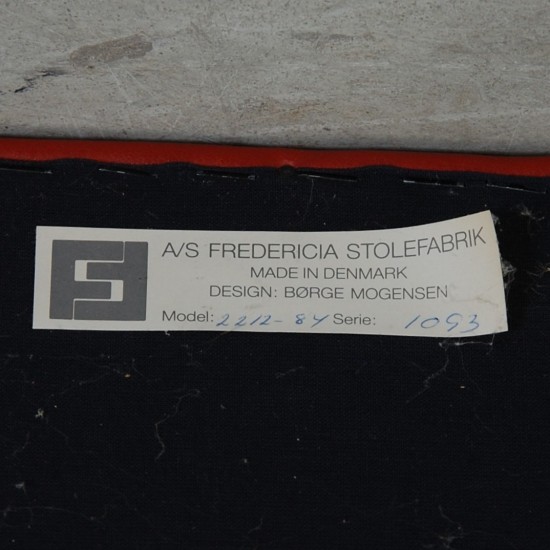 A/S FREDERICIA STOLEFABRIK
MADE IN DENMARK
DESIGN: BØRGE MOGENSEN
Model: 2212-84 Serie: 1093